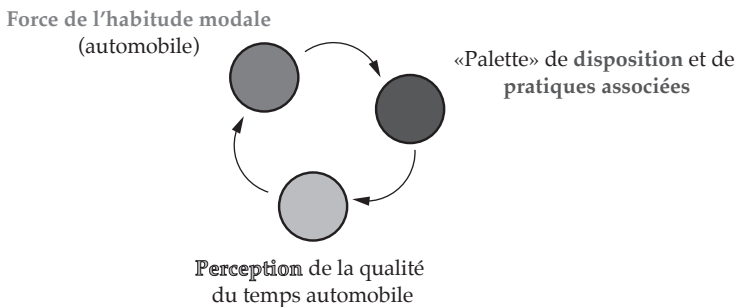 Force de l’habitude modale
(automobile)
«Palette» de disposition et de
pratiques associées
Perception de la qualité
du temps automobile